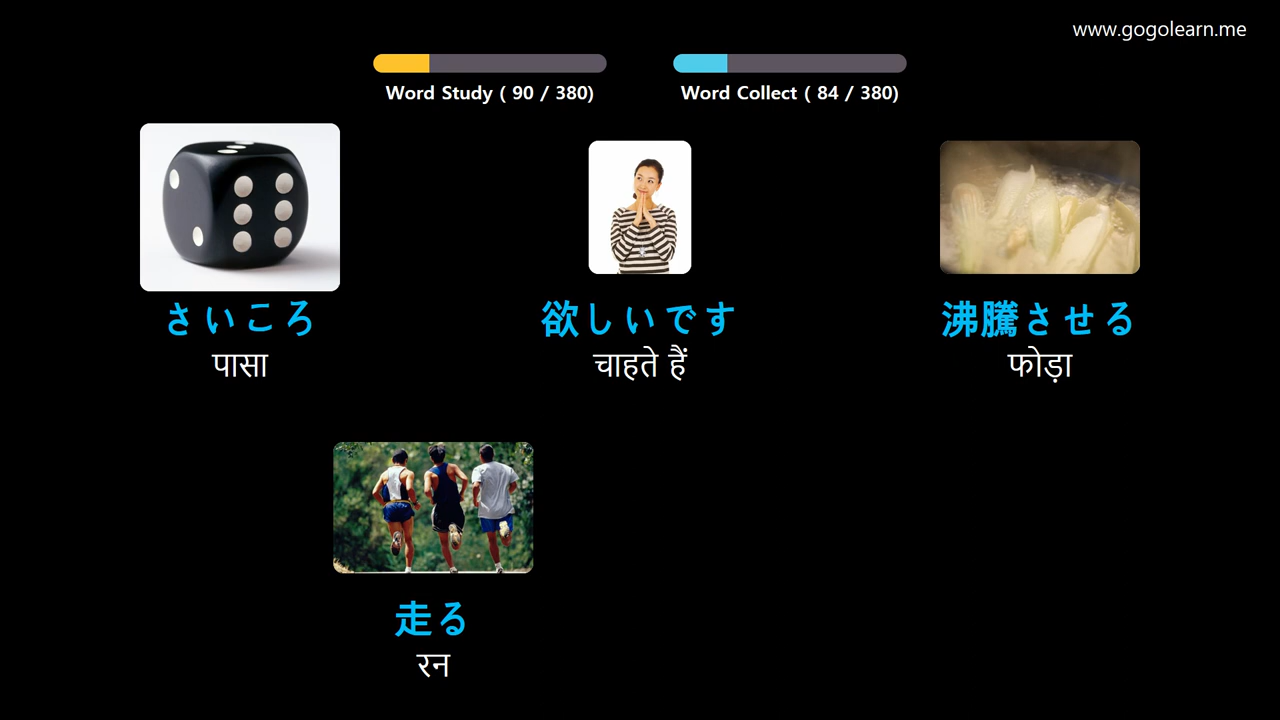 www.gogolearn.me
Word Study ( 90 / 380)
Word Collect ( 84 / 380)
さいころ
पासा
欲しいです
चाहते हैं
沸騰させる
फोड़ा
走る
रन